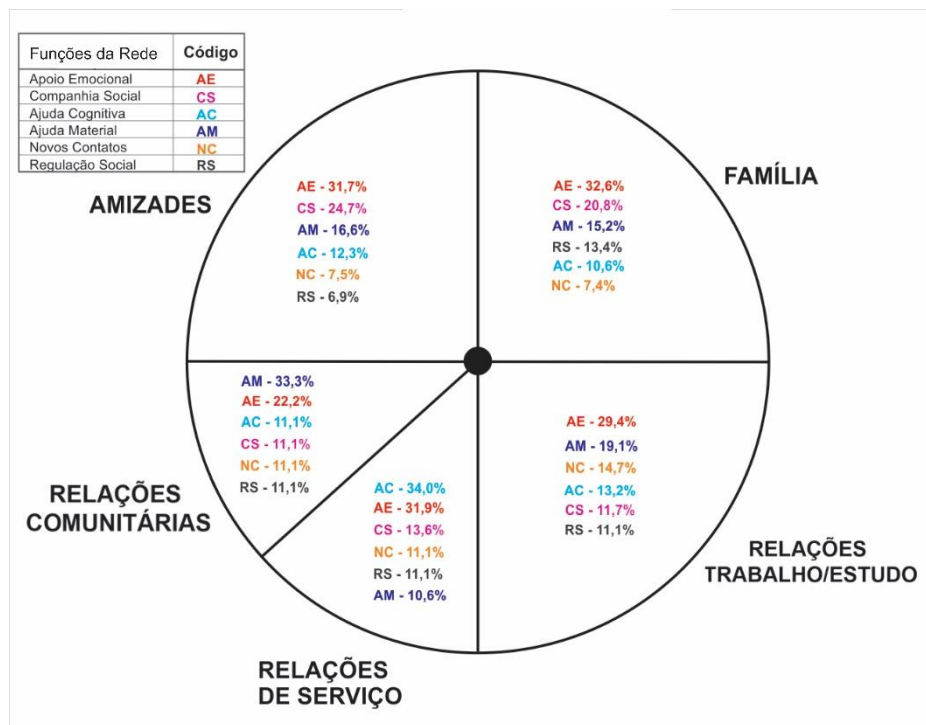 Funções da Rede Código
Apoio Emocional AE
Companhia Social CS
Ajuda Cognitiva AC
Ajuda Material AM
Novos Contatos NC
Regulação Social RS
AMIZADES
AE - 31,7%
CS - 24,7%
AM - 16,6%
AC - 12,3%
NC - 7,5%
RS - 6,9%
FAMÍLIA
AE - 32,6%
CS - 20,8%
AM - 15,2%
RS - 13,4%
AC - 10,6%
NC - 7,4%
RELAÇÕES
COMUNITÁRIAS
AM - 33,3%
AE - 22,2%
AC - 11,1%
CS - 11,1%
NC - 11,1%
RS - 11,1%
RELAÇÕES
DE SERVIÇO
AC - 34,0%
AE - 31,9%
CS - 13,6%
NC - 11,1%
RS - 11,1%
AM - 10,6%
RELAÇÕES
TRABALHO/ESTUDO
AE - 29,4%
AM - 19,1%
NC - 14,7%
AC - 13,2%
CS - 11,7%
RS - 11,1%